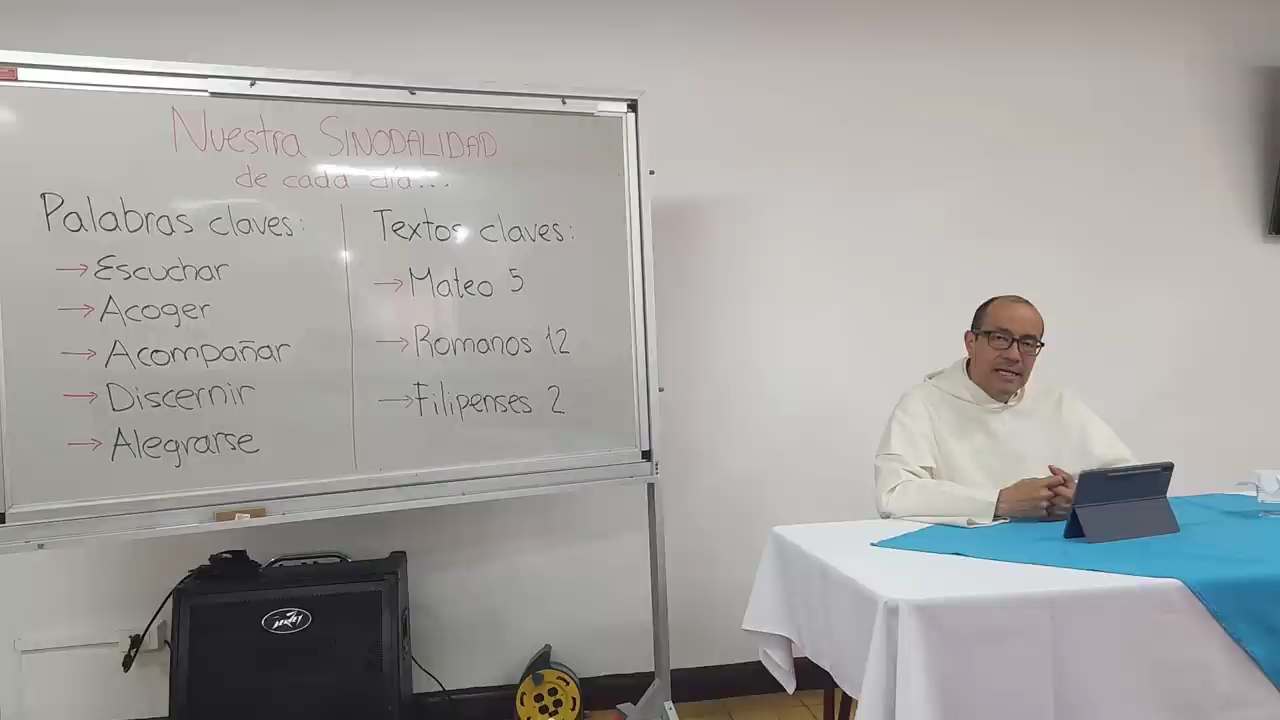 Nuestra SINODALIDAD
de cada día...
Palabras claves:
→ Escuchar
→ Acoger
→ Acompañar
→ Discernir
→ Alegrarse
Textos claves:
→ Mateo 5
→ Romanos 12
→ Filipenses 2
PEAVEY